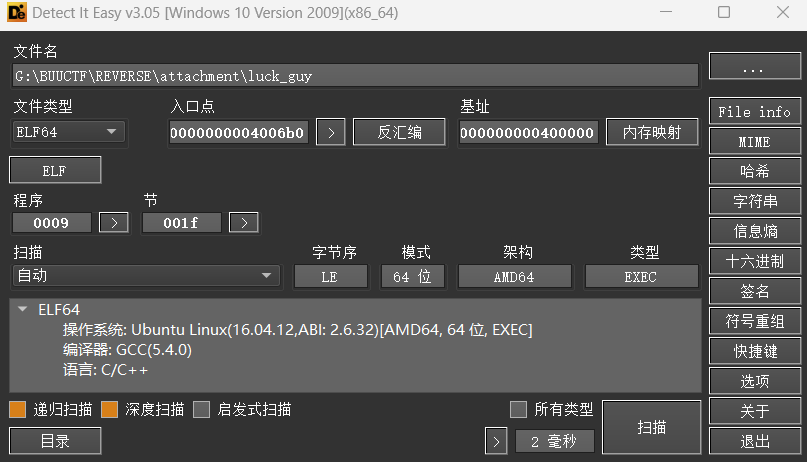 Detect It Easy v3.05 [Windows 10 Version 2009](x86_64)
文件名
G:\BUUCTF\REVERSE\attachment\luck_guy
...
文件类型 入口点 基址
ELF64 0000000004006b0 > 反汇编 000000000400000 内存映射
File info
MIME
ELF
哈希
程序 节
字符串
0009 > 001f >
信息熵
扫描 字节序 模式 架构 类型
自动 LE 64 位 AMD64 EXEC
十六进制
签名
ELF64
操作系统: Ubuntu Linux(16.04.12,ABI: 2.6.32)[AMD64, 64 位, EXEC]
编译器: GCC(5.4.0)
语言: C/C++
符号重组
快捷键
选项
递归扫描 深度扫描 启发式扫描 所有类型 扫描
关于
目录 > 2 毫秒
退出